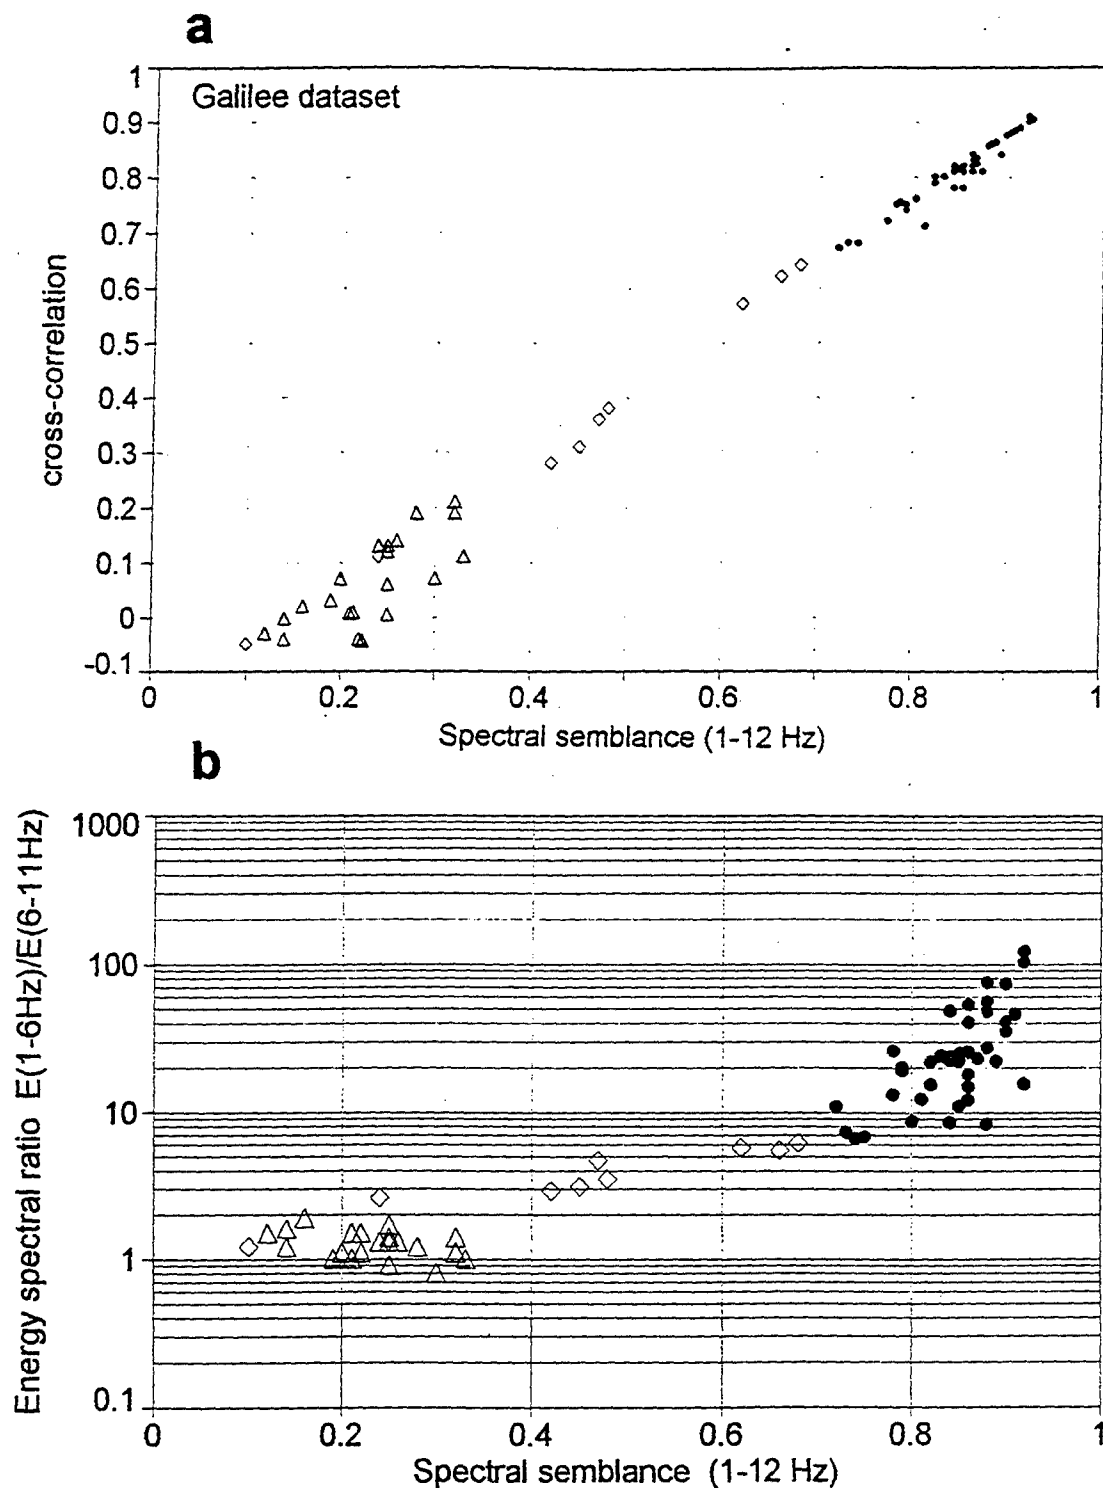 a
Galilee dataset
1
0.9
0.8
0.7
0.6
0.5
0.4
0.3
0.2
0.1
0
-0.1
cross-correlation
0 0.2 0.4 0.6 0.8 1
Spectral semblance (1-12 Hz)
b
1000
100
10
1
0.1
Energy spectral ratio E(1-6Hz)/E(6-11Hz)
0 0.2 0.4 0.6 0.8 1
Spectral semblance (1-12 Hz)